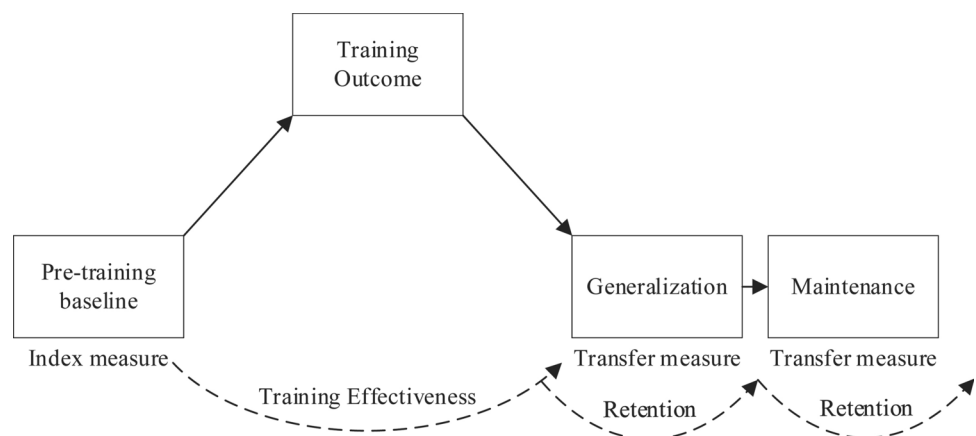 Training
Outcome
Pre-training
baseline
Generalization
Maintenance
Index measure
Transfer measure
Transfer measure
Training Effectiveness
Retention
Retention